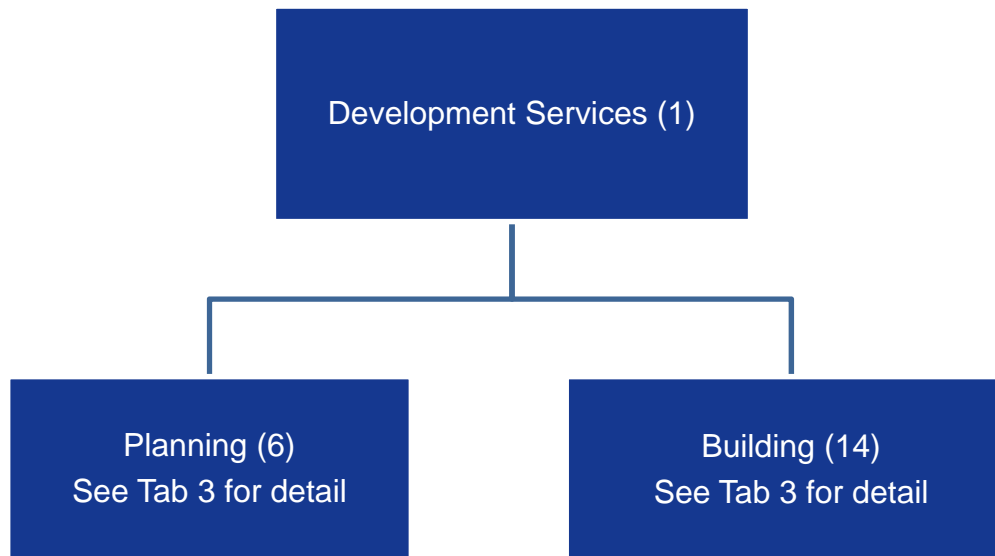 Development Services (1)
Planning (6)
See Tab 3 for detail
Building (14)
See Tab 3 for detail